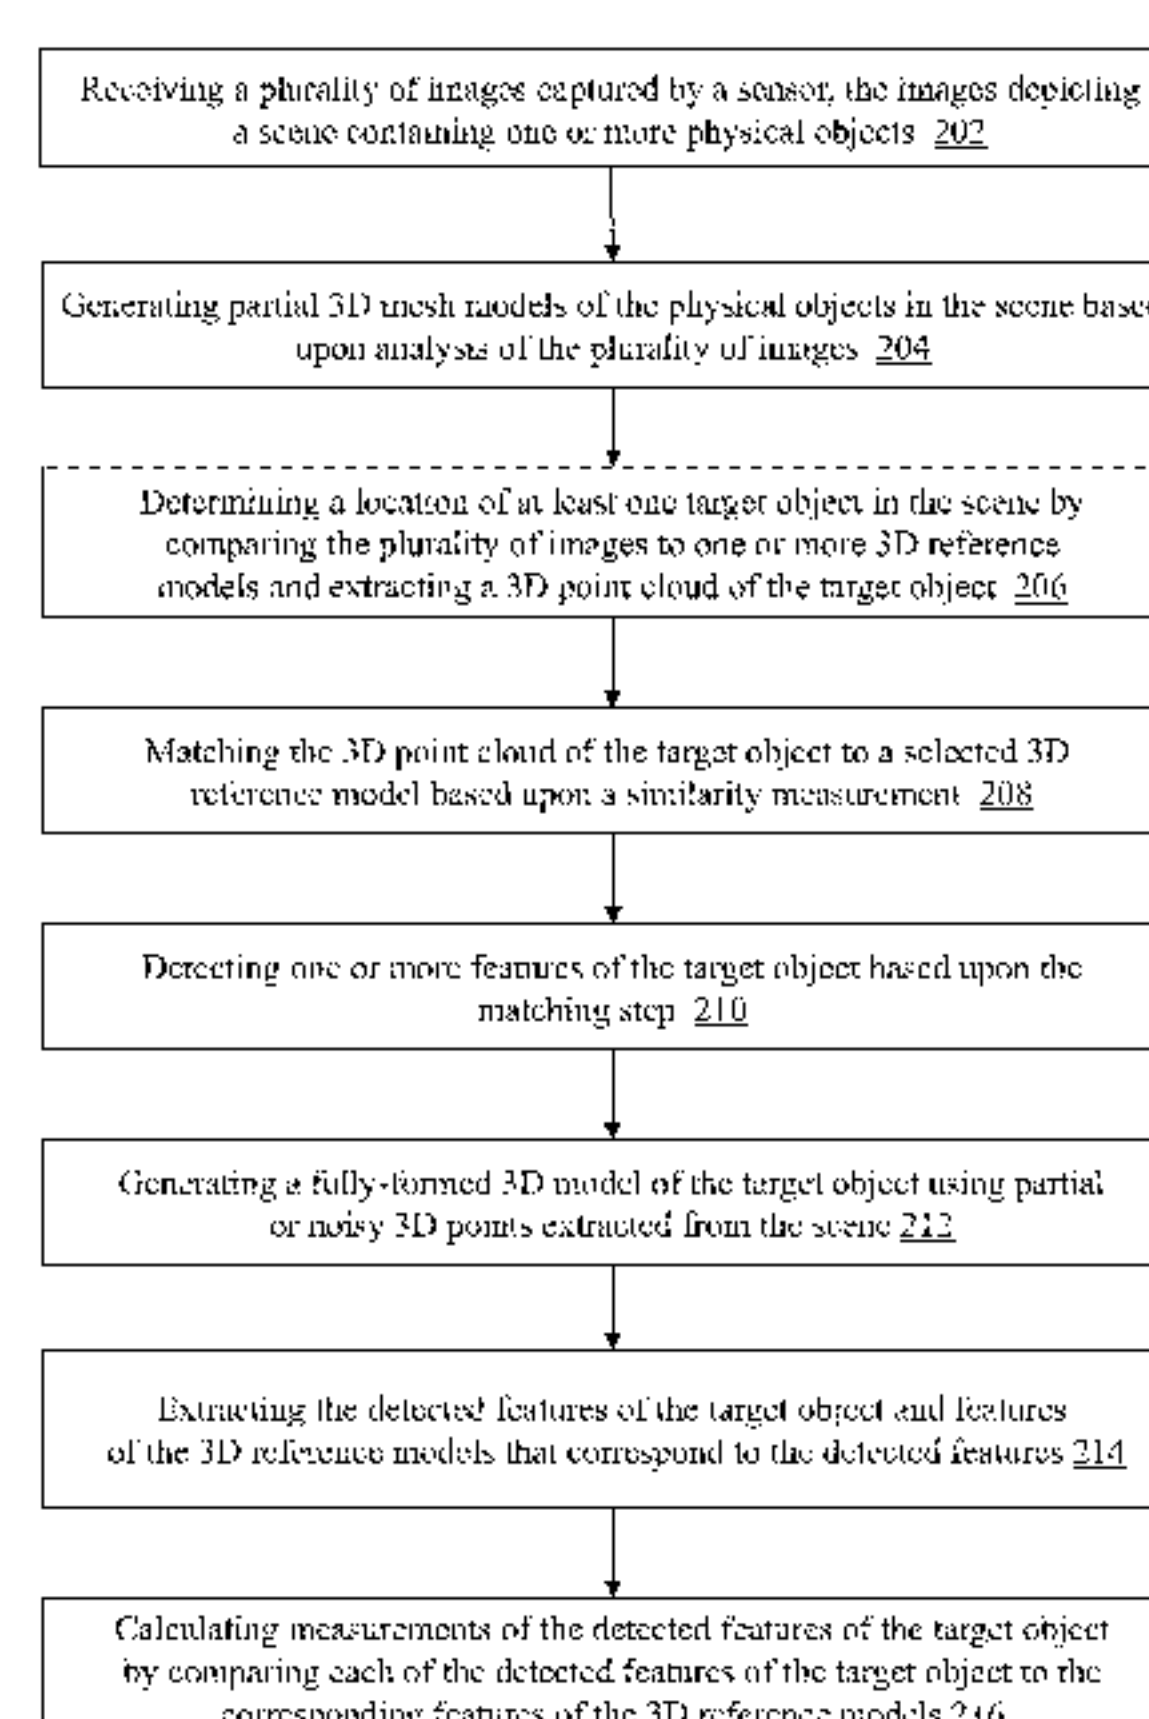 Receiving a plurality of images captured by a sensor, the images depicting
a scene containing one or more physical objects 202
Generating partial 3D mesh models of the physical objects in the scene base
upon analysis of the plurality of images 204
Determining a location of at least one target object in the scene by
comparing the plurality of images to one or more 3D reference
models and extracting a 3D point cloud of the target object 206
Matching the 3D point cloud of the target object to a selected 3D
reference model based upon a similarity measurement 208
Detecting one or more features of the target object based upon the
matching step 210
Generating a fully-formed 3D model of the target object using partial
or noisy 3D points extracted from the scene 212
Extracting the detected features of the target object and features
of the 3D reference models that correspond to the detected features 214
Calculating measurements of the detected features of the target object
by comparing each of the detected features of the target object to the
corresponding features of the 3D reference models 216